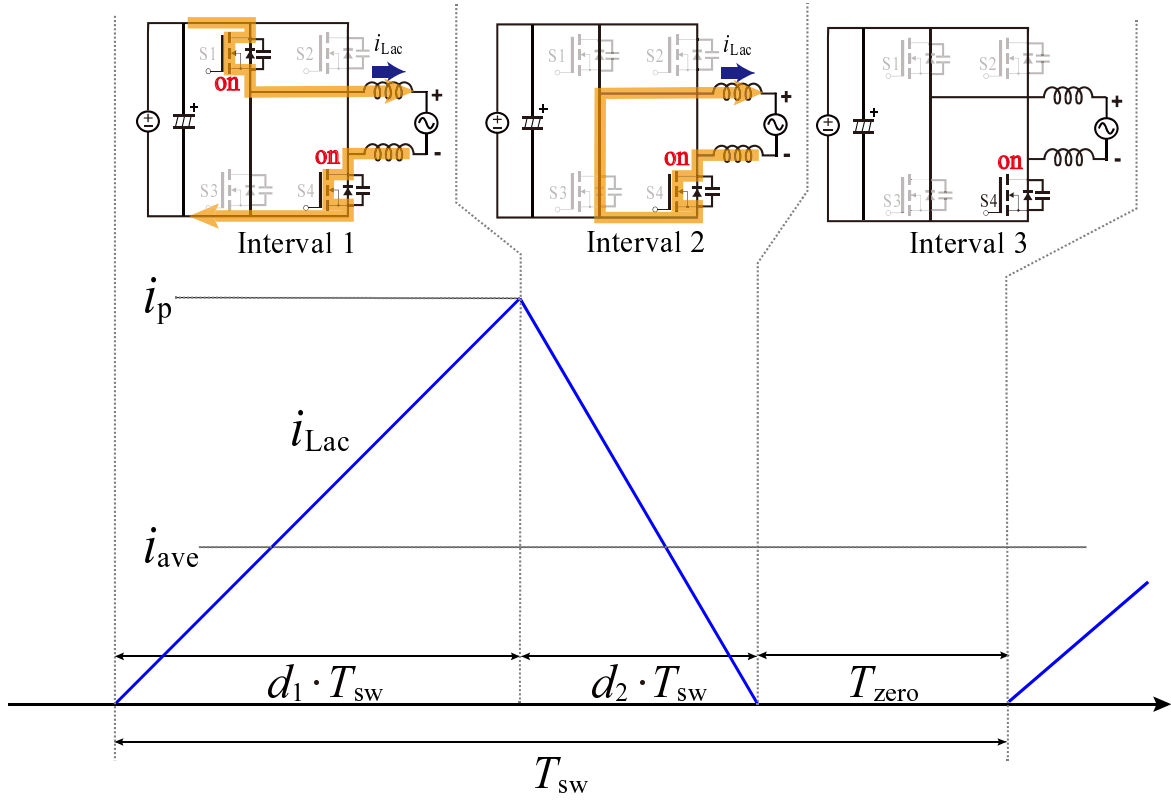 S1
S2
S3
S4
on
on
iLac
+
+
-
±
Interval 1
S1
S2
S3
S4
on
iLac
+
+
-
±
Interval 2
S1
S2
S3
S4
on
+
+
-
±
Interval 3
ip
iLac
iave
d1 · Tsw
d2 · Tsw
Tzero
Tsw